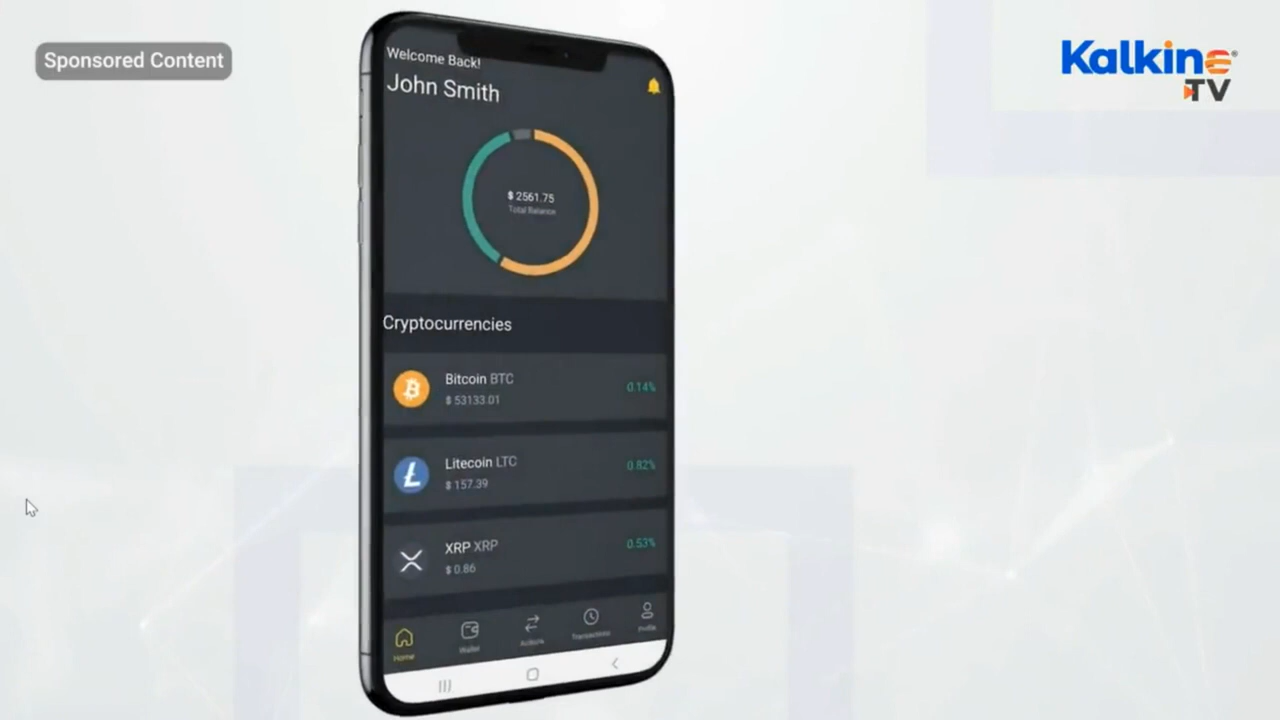 Sponsored Content
Kalkine
TV
Welcome Back!
John Smith
$ 2561.75
Total Balance
Cryptocurrencies
Bitcoin BTC
$ 53133.01
0.14%
Litecoin LTC
$ 157.39
0.82%
XRP XRP
$ 0.86
0.53%
Home
Wallet
Actions
Transactions
Profile